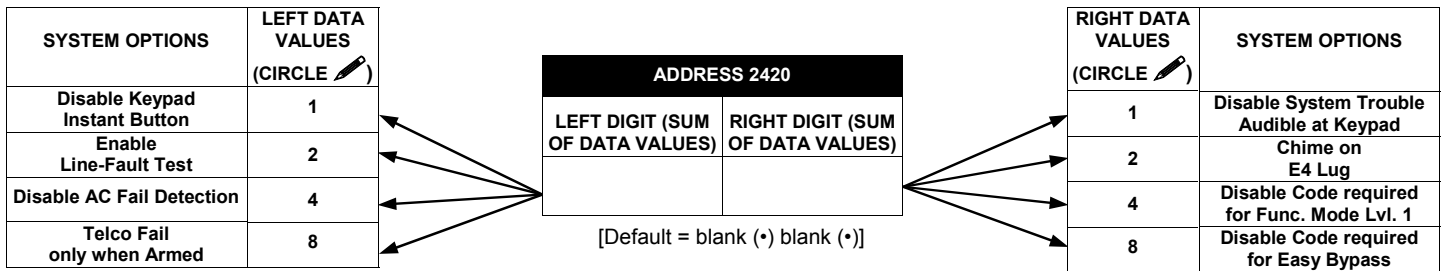 SYSTEM OPTIONS
LEFT DATA
VALUES
(CIRCLE ✎)
Disable Keypad
Instant Button
1
Enable
Line-Fault Test
2
Disable AC Fail Detection
4
Telco Fail
only when Armed
8
ADDRESS 2420
LEFT DIGIT (SUM
OF DATA VALUES)
RIGHT DIGIT (SUM
OF DATA VALUES)
[Default = blank (•) blank (•)]
RIGHT DATA
VALUES
(CIRCLE ✎)
SYSTEM OPTIONS
1
Disable System Trouble
Audible at Keypad
2
Chime on
E4 Lug
4
Disable Code required
for Func. Mode Lvl. 1
8
Disable Code required
for Easy Bypass